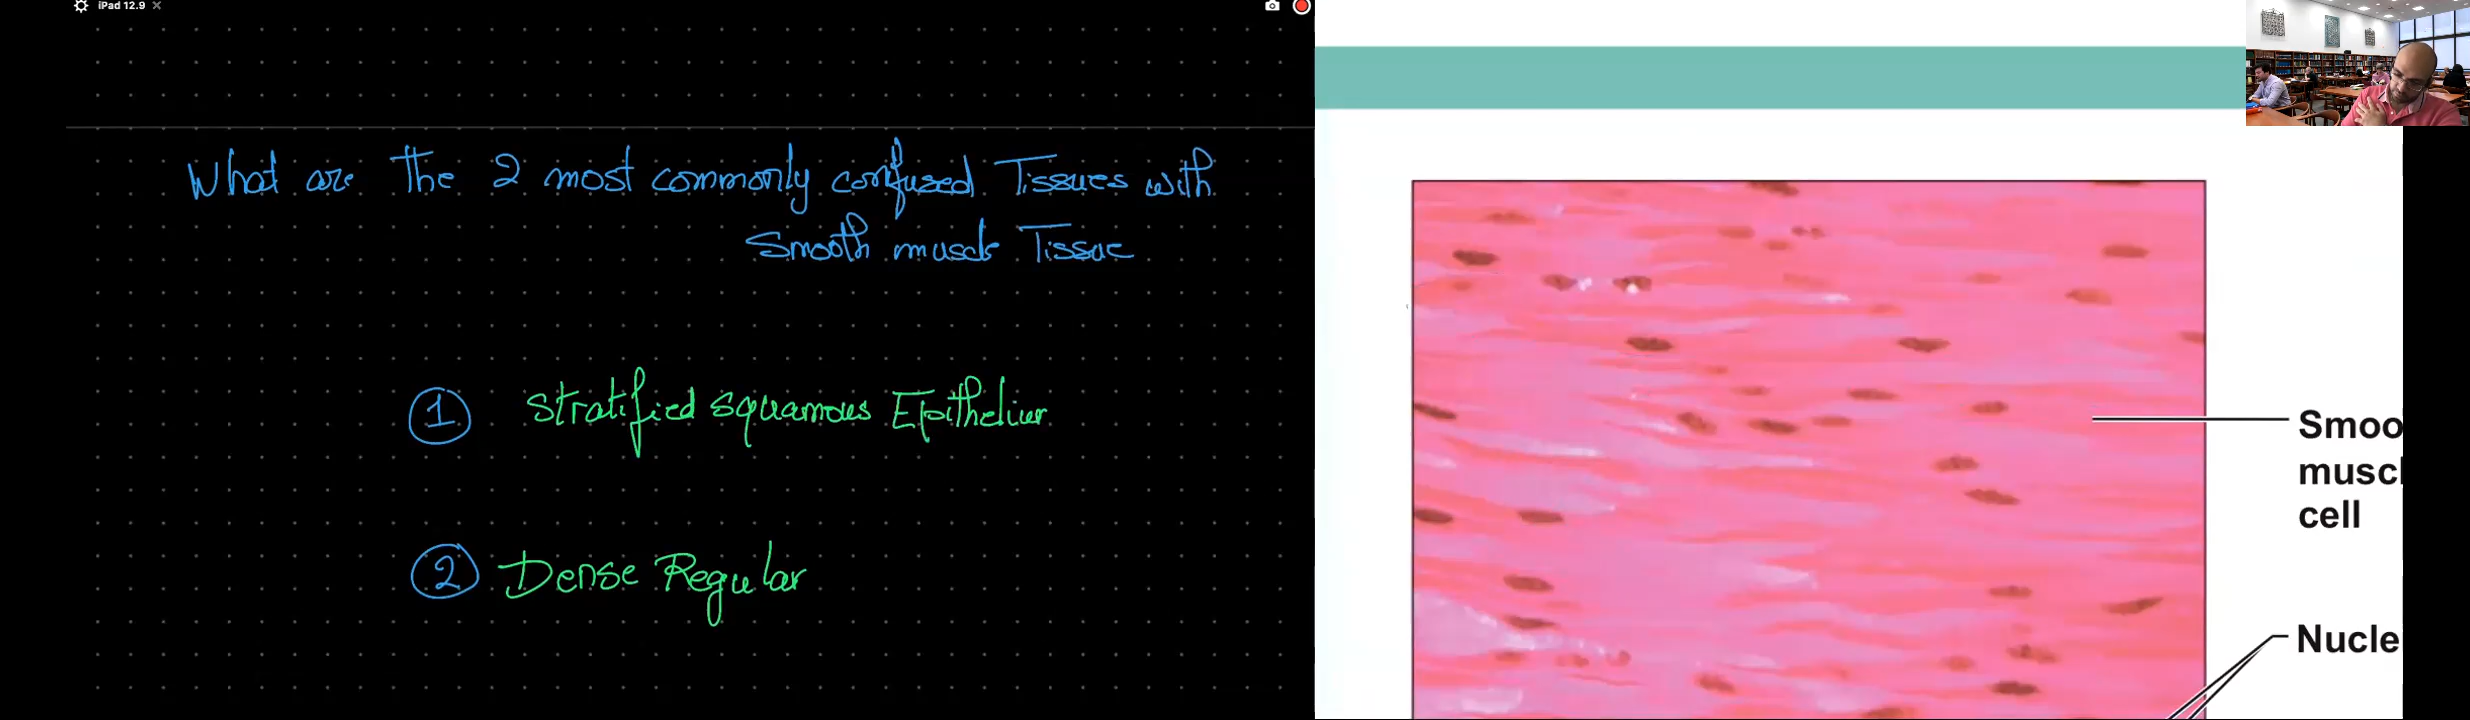 iPad 12.9
What are the 2 most commonly confused Tissues with
Smooth muscle Tissue
1 Stratified squamous Epithelium
2 Dense Regular
Smoo
muscl
cell
Nucle